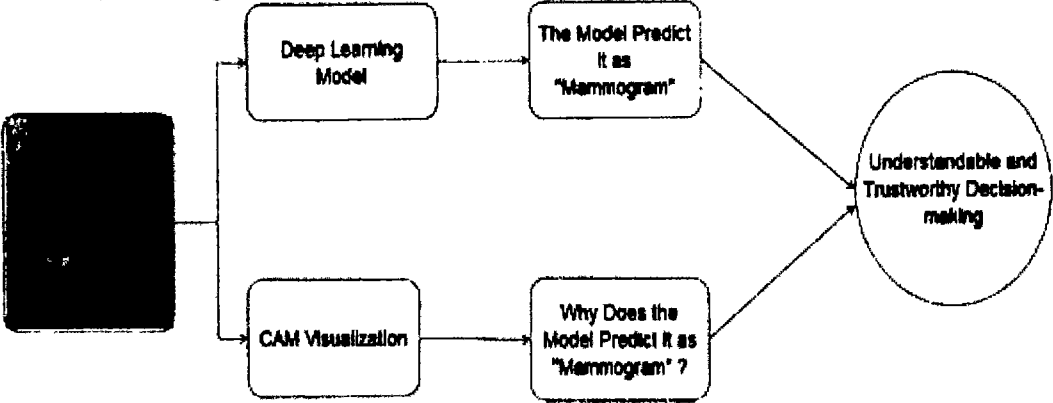 Deep Learning
Model
The Model Predict
It as
"Mammogram"
Understandable and
Trustworthy Decision-
making
CAM Visualization
Why Does the
Model Predict It as
"Mammogram" ?